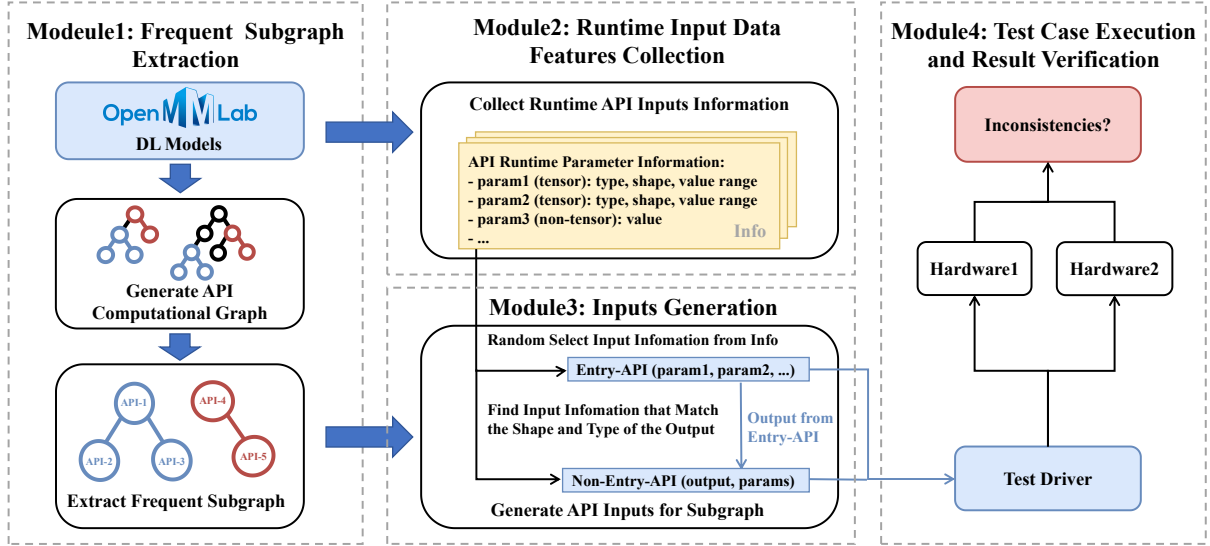 Modeule1: Frequent Subgraph
Extraction
OpenMMLab
DL Models
Generate API
Computational Graph
API-1
API-2
API-3
API-4
API-5
Extract Frequent Subgraph
Module2: Runtime Input Data
Features Collection
Collect Runtime API Inputs Information
API Runtime Parameter Information:
- param1 (tensor): type, shape, value range
- param2 (tensor): type, shape, value range
- param3 (non-tensor): value
- ...
Info
Module3: Inputs Generation
Random Select Input Infomation from Info
Entry-API (param1, param2, ...)
Find Input Infomation that Match
the Shape and Type of the Output
Output from
Entry-API
Non-Entry-API (output, params)
Generate API Inputs for Subgraph
Module4: Test Case Execution
and Result Verification
Inconsistencies?
Hardware1
Hardware2
Test Driver